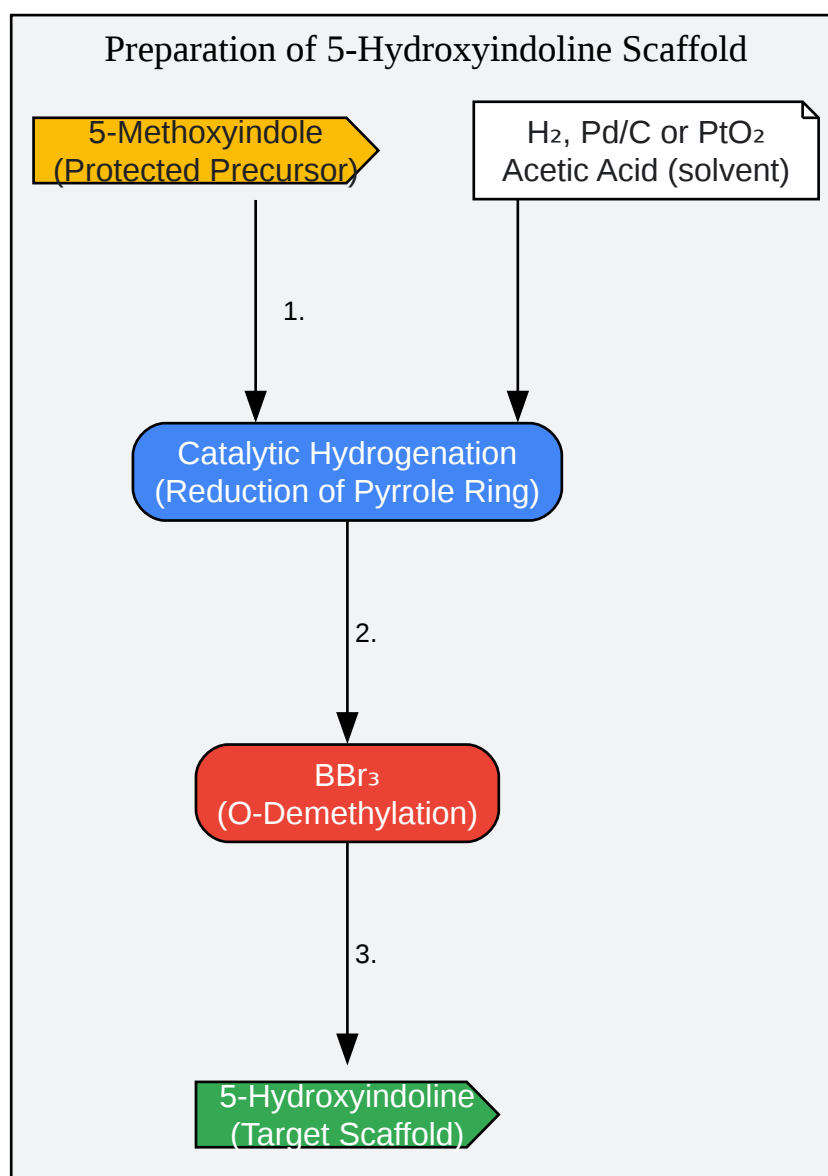 Preparation of 5-Hydroxyindoline Scaffold
5-Methoxyindole
(Protected Precursor)
H₂, Pd/C or PtO₂
Acetic Acid (solvent)
1.
Catalytic Hydrogenation
(Reduction of Pyrrole Ring)
2.
BBr₃
(O-Demethylation)
3.
5-Hydroxyindoline
(Target Scaffold)